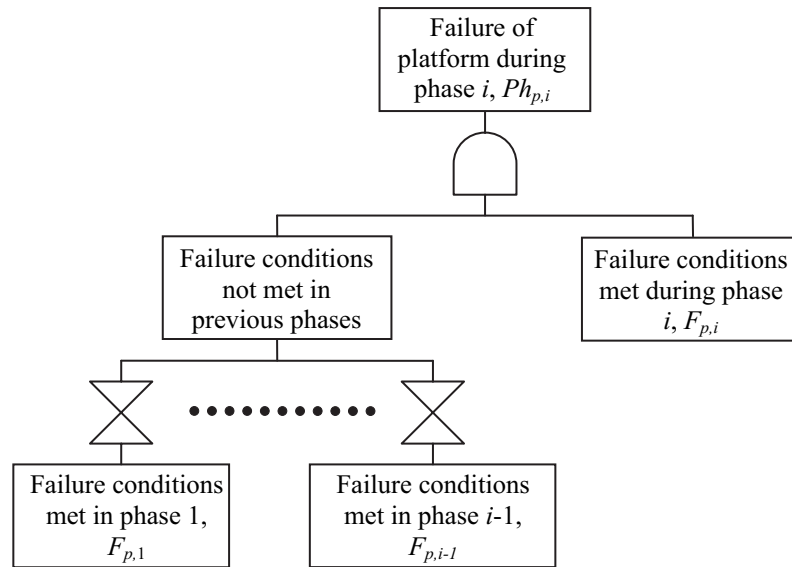 Failure of
platform during
phase i, Ph_{p,i}
Failure conditions
not met in
previous phases
Failure conditions
met during phase
i, F_{p,i}
Failure conditions
met in phase 1,
F_{p,1}
Failure conditions
met in phase i-1,
F_{p,i-1}